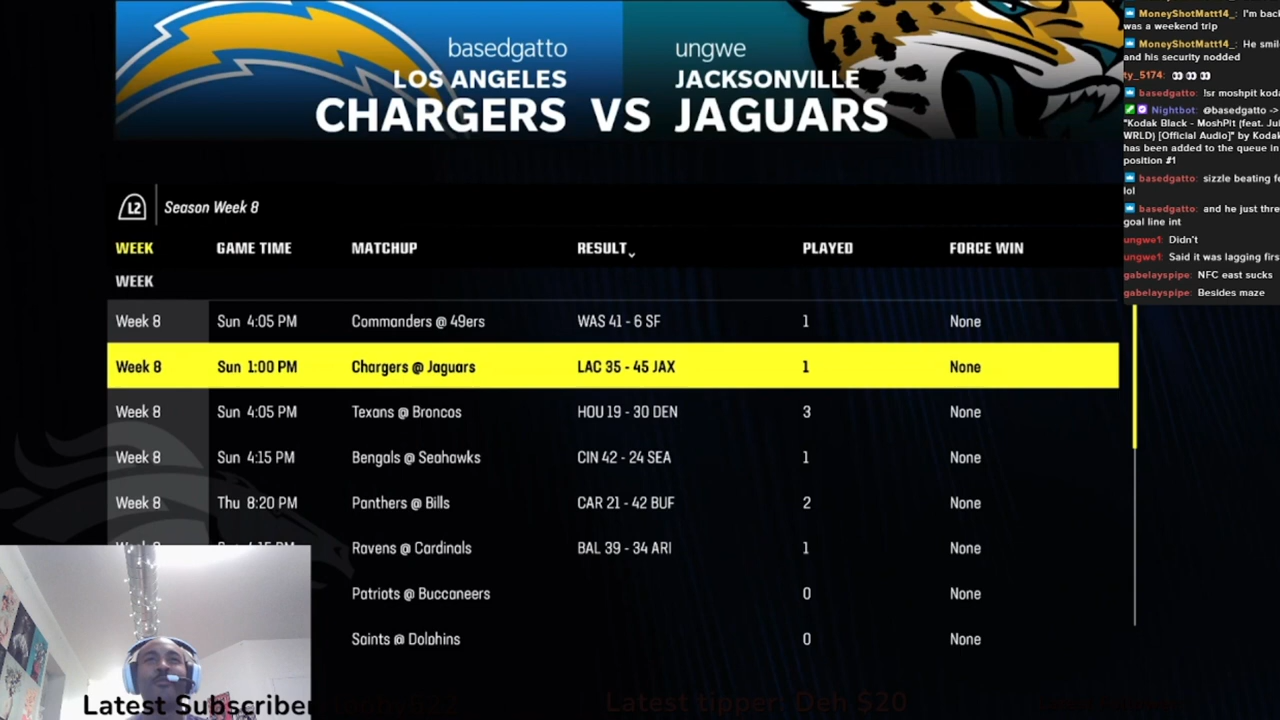 basedgatto
LOS ANGELES
CHARGERS
VS
ungwe
JACKSONVILLE
JAGUARS
L2 Season Week 8
WEEK GAME TIME MATCHUP RESULT PLAYED FORCE WIN
WEEK
Week 8 Sun 4:05 PM Commanders @ 49ers WAS 41 - 6 SF 1 None
Week 8 Sun 1:00 PM Chargers @ Jaguars LAC 35 - 45 JAX 1 None
Week 8 Sun 4:05 PM Texans @ Broncos HOU 19 - 30 DEN 3 None
Week 8 Sun 4:15 PM Bengals @ Seahawks CIN 42 - 24 SEA 1 None
Week 8 Thu 8:20 PM Panthers @ Bills CAR 21 - 42 BUF 2 None
Ravens @ Cardinals BAL 39 - 34 ARI 1 None
Patriots @ Buccaneers 0 None
Saints @ Dolphins 0 None
MoneyShotMatt14_: I'm back
was a weekend trip
MoneyShotMatt14_: He smil
and his security nodded
ty_5174: 👀 👀 👀
basedgatto: !sr moshpit koda
Nightbot: @basedgatto ->
"Kodak Black - MoshPit (feat. Jui
WRLD) [Official Audio]" by Kodak
has been added to the queue in
position #1
basedgatto: sizzle beating fe
lol
basedgatto: and he just thre
goal line int
ungwe1: Didn't
ungwe1: Said it was lagging firs
gabelayspipe: NFC east sucks
gabelayspipe: Besides maze
Latest Subscriber
Latest tipper: Deh $20